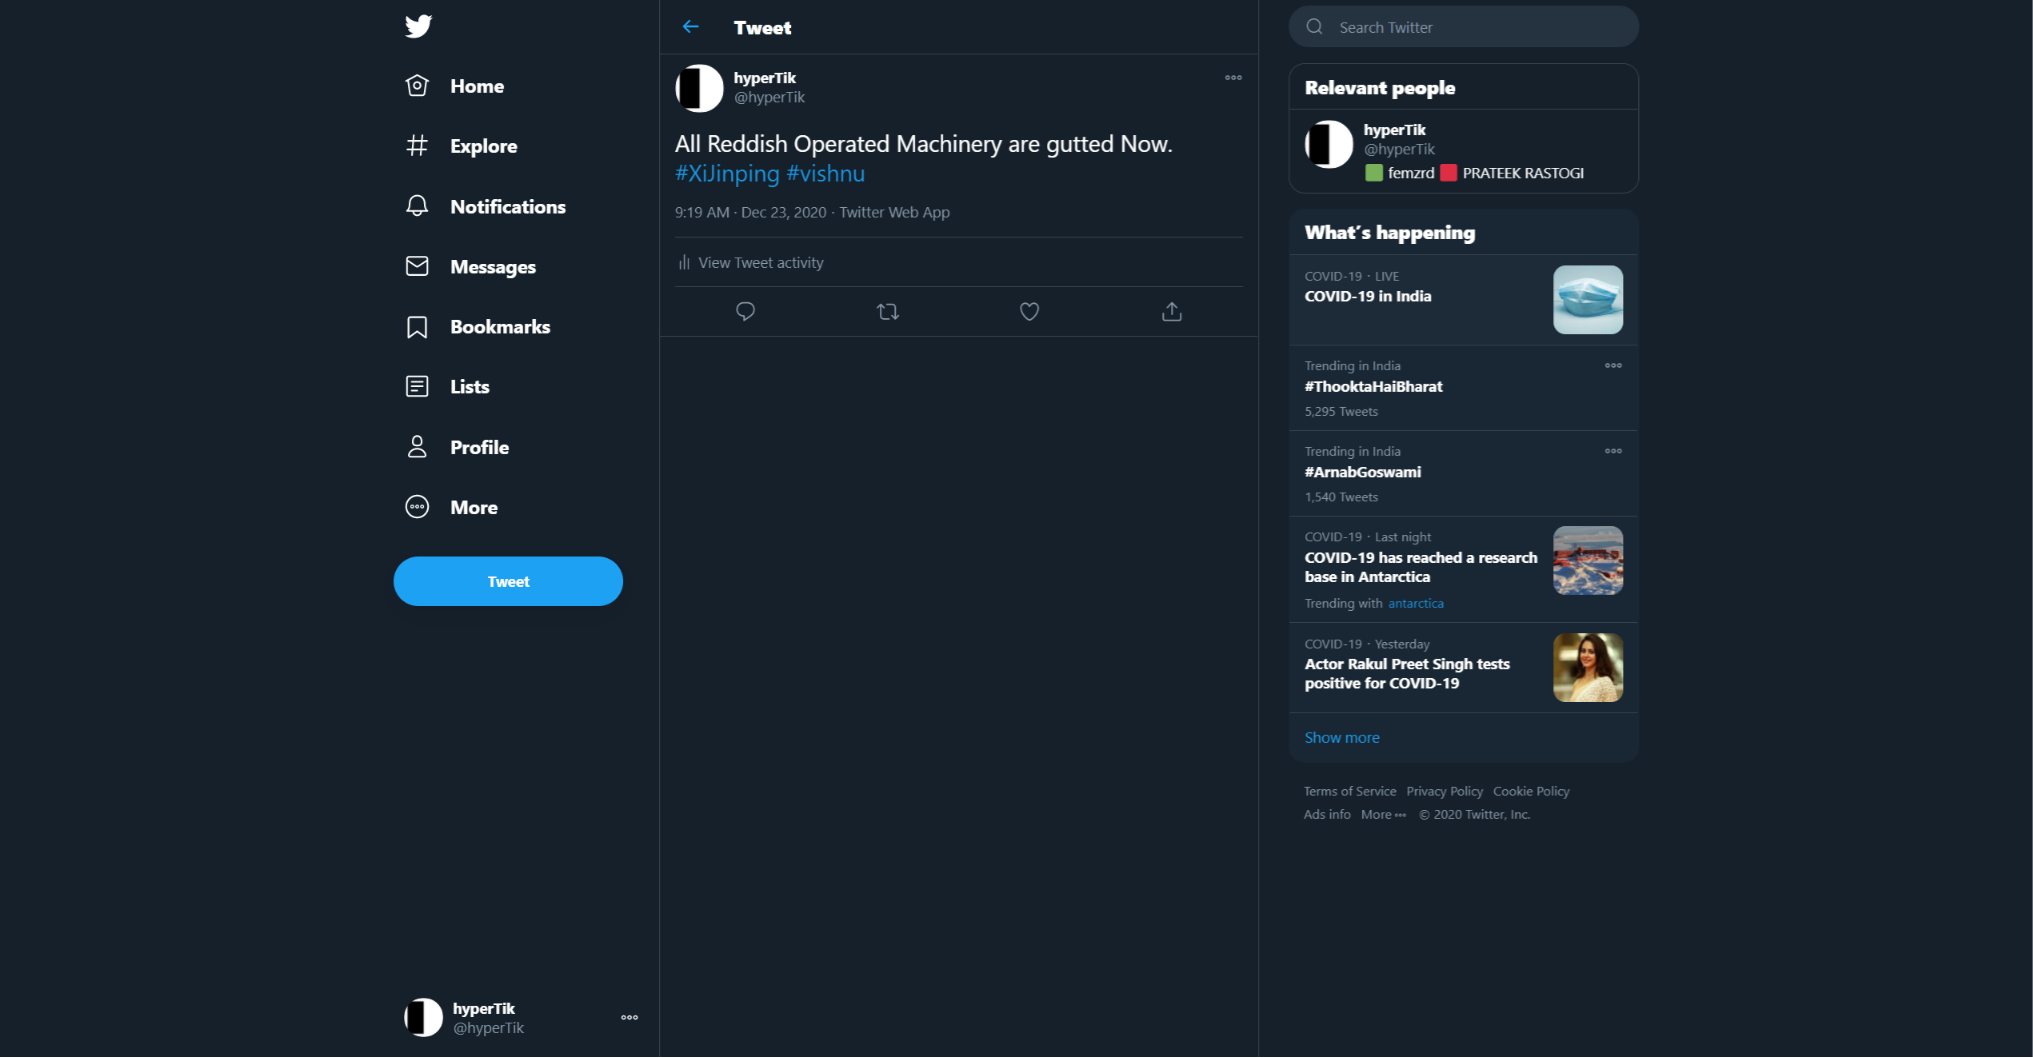 Home
Explore
Notifications
Messages
Bookmarks
Lists
Profile
More
Tweet
hyperTik
@hyperTik
Tweet
hyperTik
@hyperTik
All Reddish Operated Machinery are gutted Now.
#XiJinping #vishnu
9:19 AM · Dec 23, 2020 · Twitter Web App
View Tweet activity
Search Twitter
Relevant people
hyperTik
@hyperTik
🟩 femzrd 🟥 PRATEEK RASTOGI
What's happening
COVID-19 · LIVE
COVID-19 in India
Trending in India
#ThooktaHaiBharat
5,295 Tweets
Trending in India
#ArnabGoswami
1,540 Tweets
COVID-19 · Last night
COVID-19 has reached a research
base in Antarctica
Trending with antarctica
COVID-19 · Yesterday
Actor Rakul Preet Singh tests
positive for COVID-19
Show more
Terms of Service Privacy Policy Cookie Policy
Ads info More ··· © 2020 Twitter, Inc.